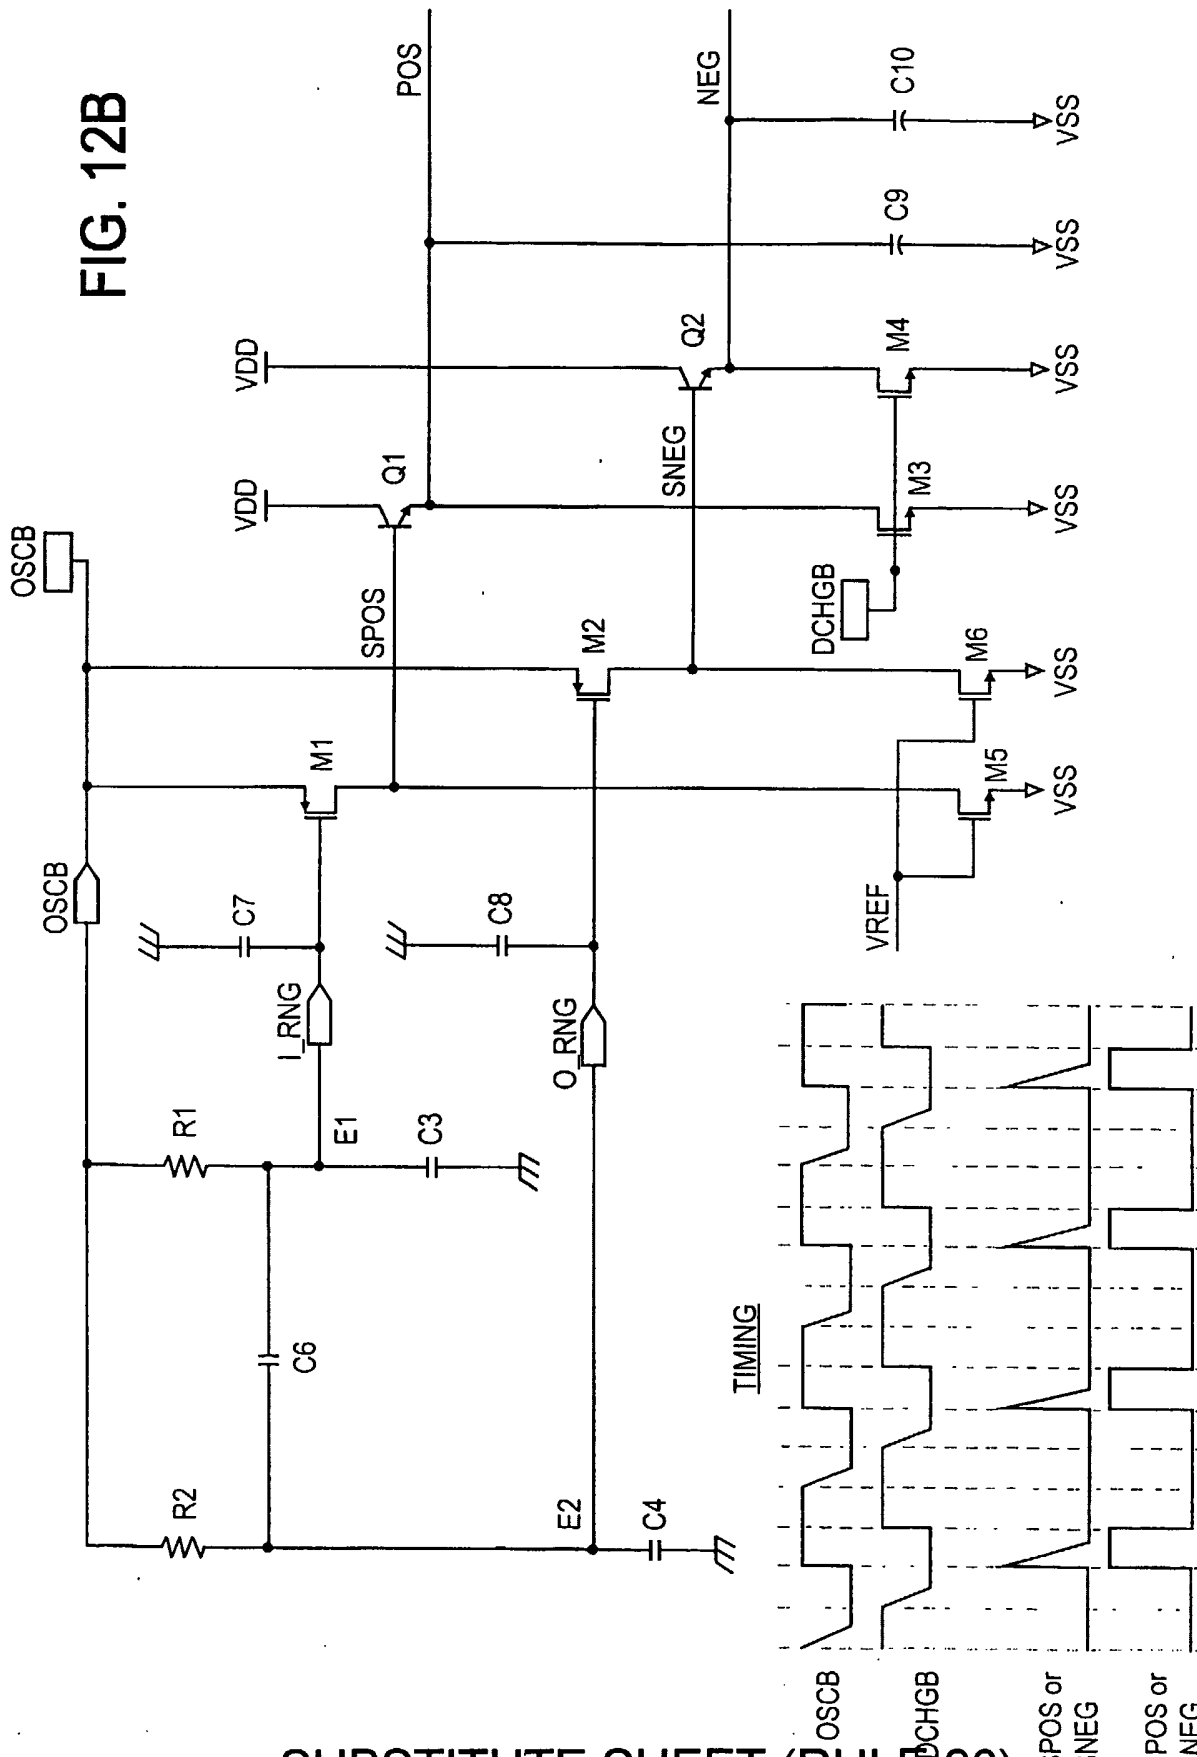 FIG. 12B
OSCB
OSCB
VDD
VDD
POS
NEG
R2
R1
C7
M1
SPOS
Q1
I_RNG
E1
C3
C6
C8
M2
SNEG
Q2
O_RNG
E2
C4
C9
C10
DCHGB
M3
M4
VREF
M5
M6
VSS
VSS
VSS
VSS
VSS
VSS
TIMING
OSCB
DCHGB
POS or
NEG
POS or
NEG